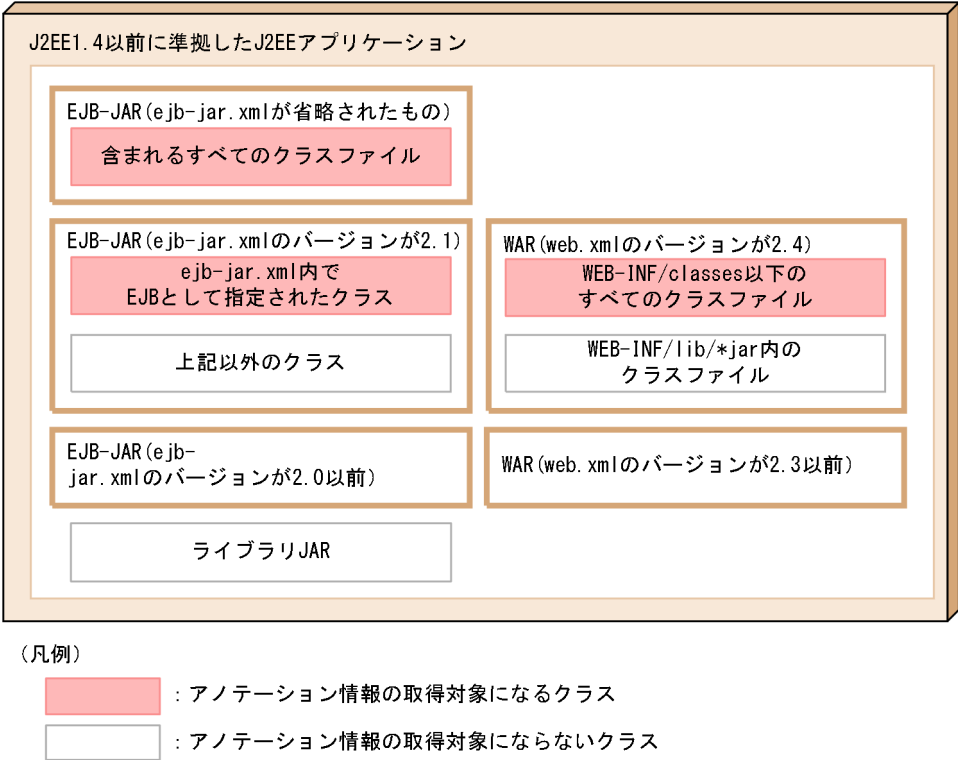 J2EE1.4以前に準拠したJ2EEアプリケーション
EJB-JAR(ejb-jar.xmlが省略されたもの)
含まれるすべてのクラスファイル
EJB-JAR(ejb-jar.xmlのバージョンが2.1)
ejb-jar.xml内で
EJBとして指定されたクラス
上記以外のクラス
WAR(web.xmlのバージョンが2.4)
WEB-INF/classes以下の
すべてのクラスファイル
WEB-INF/lib/*jar内の
クラスファイル
EJB-JAR(ejb-
jar.xmlのバージョンが2.0以前)
WAR(web.xmlのバージョンが2.3以前)
ライブラリJAR
(凡例)
:アノテーション情報の取得対象になるクラス
:アノテーション情報の取得対象にならないクラス